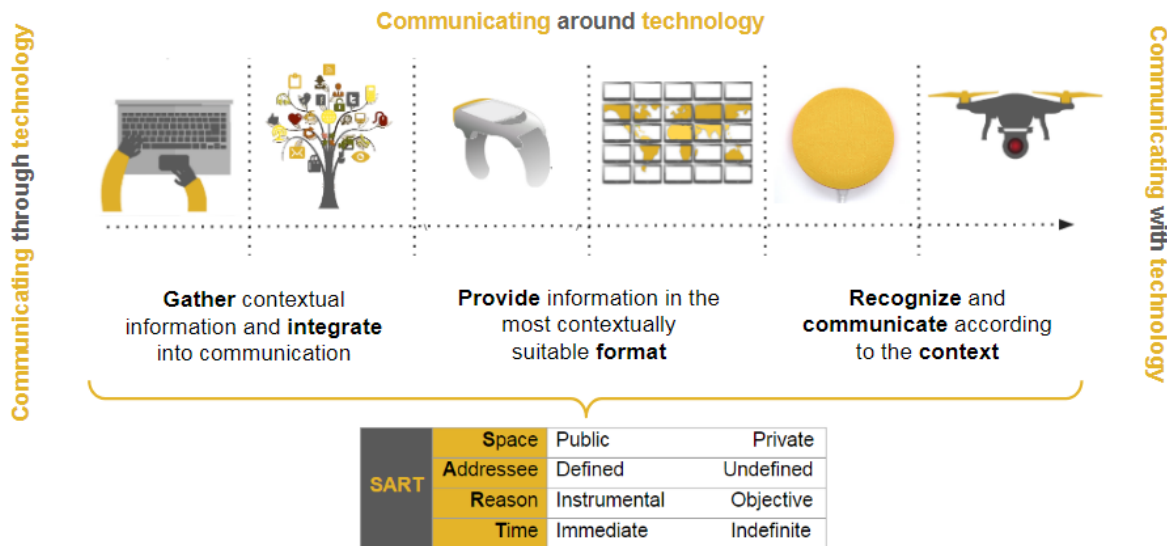 Communicating around technology
Communicating through technology
Communicating with technology
Gather contextual
information and integrate
into communication
Provide information in the
most contextually
suitable format
Recognize and
communicate according
to the context
SART
Space Public Private
Addressee Defined Undefined
Reason Instrumental Objective
Time Immediate Indefinite